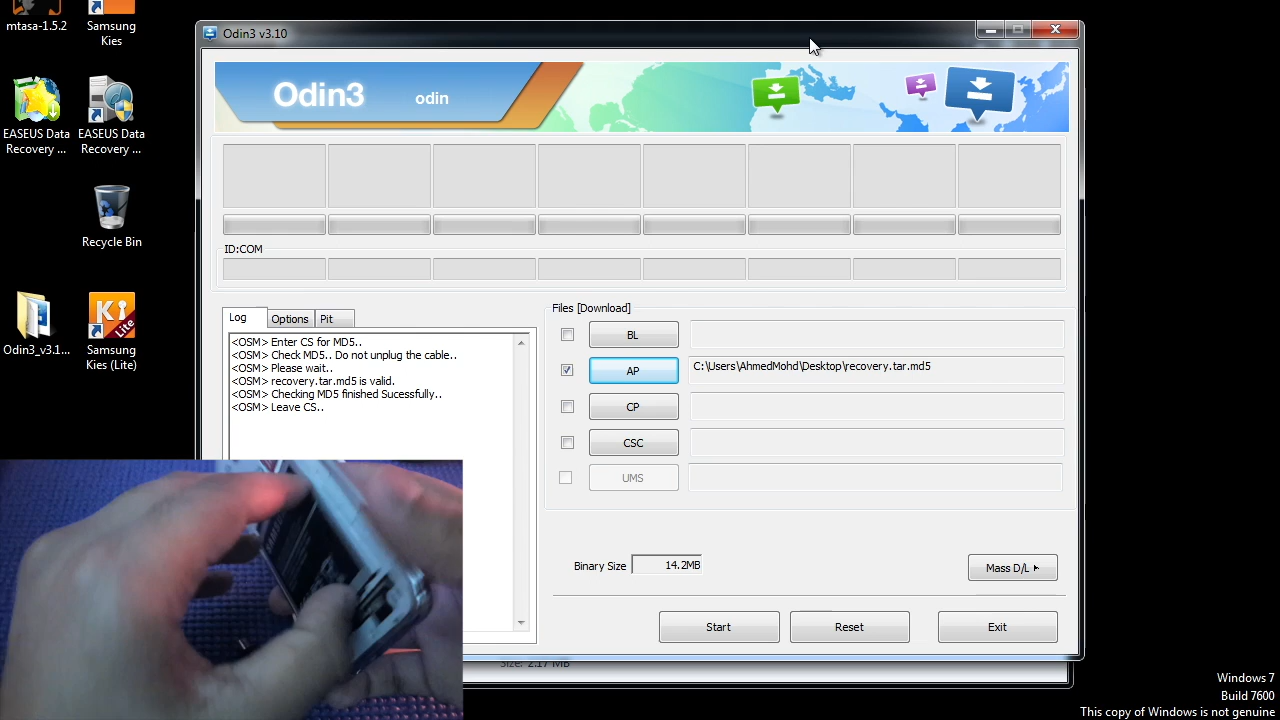 mtasa-1.5.2
Samsung
Kies
EASEUS Data
Recovery ...
EASEUS Data
Recovery ...
Recycle Bin
Odin3_v3.1...
Ki
Lite
Samsung
Kies (Lite)
Odin3 v3.10
Odin3
odin
ID:COM
Log
Options
Pit
<OSM> Enter CS for MD5..
<OSM> Check MD5.. Do not unplug the cable..
<OSM> Please wait..
<OSM> recovery.tar.md5 is valid.
<OSM> Checking MD5 finished Sucessfully..
<OSM> Leave CS..
Files [Download]
BL
AP
C:\Users\AhmedMohd\Desktop\recovery.tar.md5
CP
CSC
UMS
Binary Size
14.2MB
Mass D/L
Start
Reset
Exit
Size: 2.17 MB
Windows 7
Build 7600
This copy of Windows is not genuine